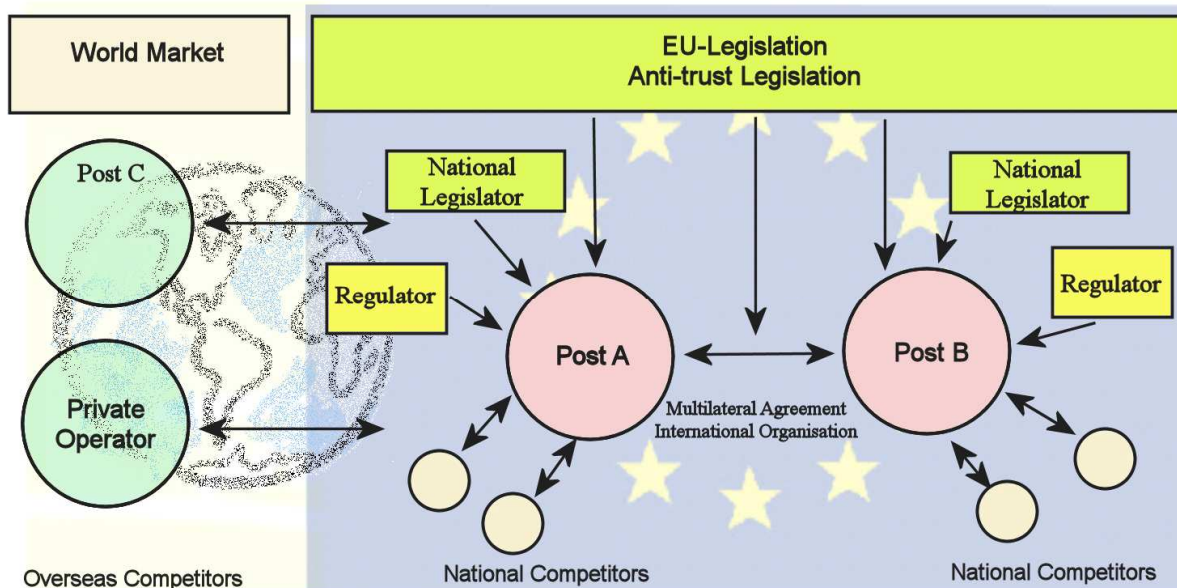 World Market
EU-Legislation
Anti-trust Legislation
Post C
National
Legislator
National
Legislator
Regulator
Regulator
Post A
Post B
Private
Operator
Multilateral Agreement
International Organisation
Overseas Competitors
National Competitors
National Competitors